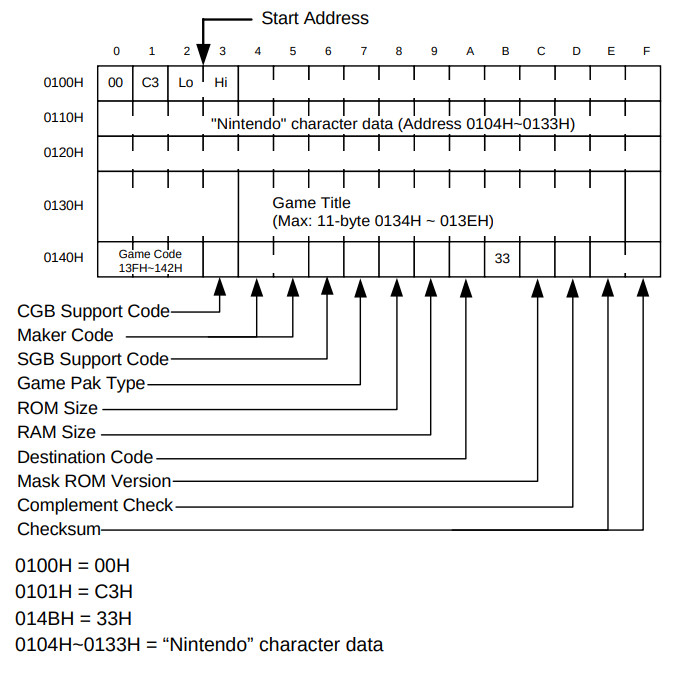 Start Address
0 1 2 3 4 5 6 7 8 9 A B C D E F
0100H 00 C3 Lo Hi
0110H "Nintendo" character data (Address 0104H~0133H)
0120H
0130H Game Title
(Max: 11-byte 0134H ~ 013EH)
0140H Game Code 33
13FH~142H
CGB Support Code
Maker Code
SGB Support Code
Game Pak Type
ROM Size
RAM Size
Destination Code
Mask ROM Version
Complement Check
Checksum
0100H = 00H
0101H = C3H
014BH = 33H
0104H~0133H = “Nintendo” character data